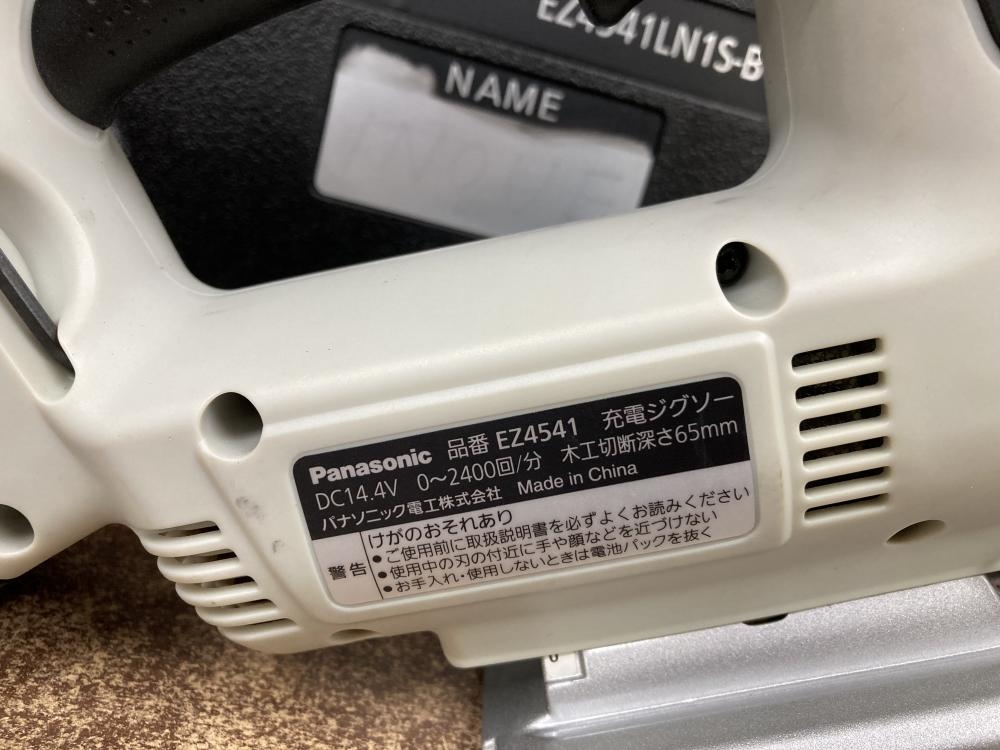 EZ4541LN1S-B
NAME
Panasonic 品番 EZ4541 充電ジグソー
DC14.4V 0〜2400回/分 木工切断深さ65mm
パナソニック電工株式会社 Made in China
警告
けがのおそれあり
●ご使用前に取扱説明書を必ずよくお読みください
●使用中の刃の付近に手や顔などを近づけない
●お手入れ・使用しないときは電池パックを抜く